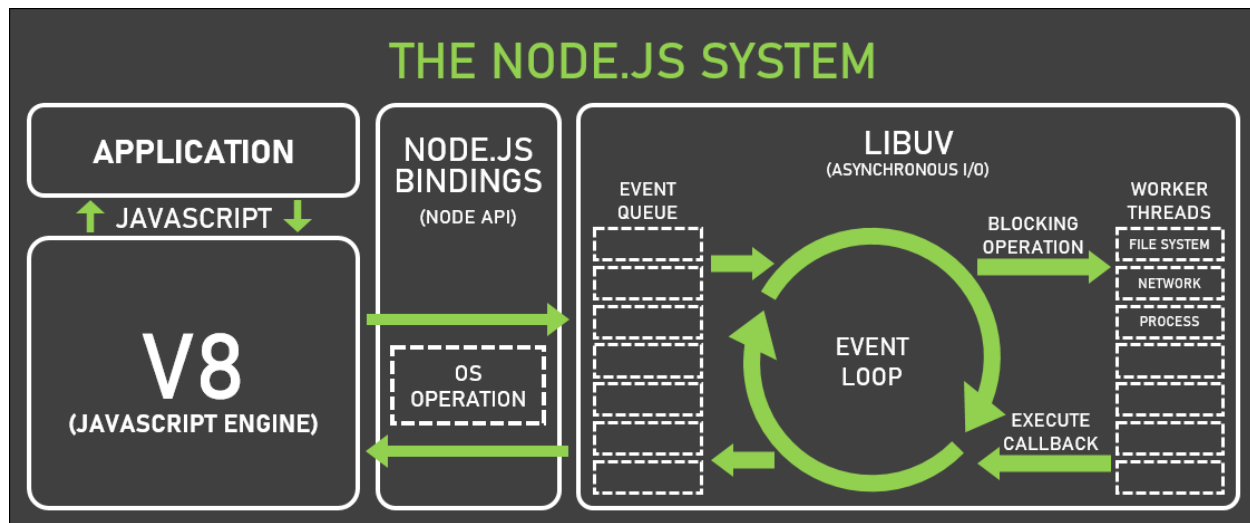 THE NODE.JS SYSTEM
APPLICATION
JAVASCRIPT
V8
(JAVASCRIPT ENGINE)
NODE.JS
BINDINGS
(NODE API)
OS
OPERATION
LIBUV
(ASYNCHRONOUS I/O)
EVENT
QUEUE
EVENT
LOOP
BLOCKING
OPERATION
EXECUTE
CALLBACK
WORKER
THREADS
FILE SYSTEM
NETWORK
PROCESS